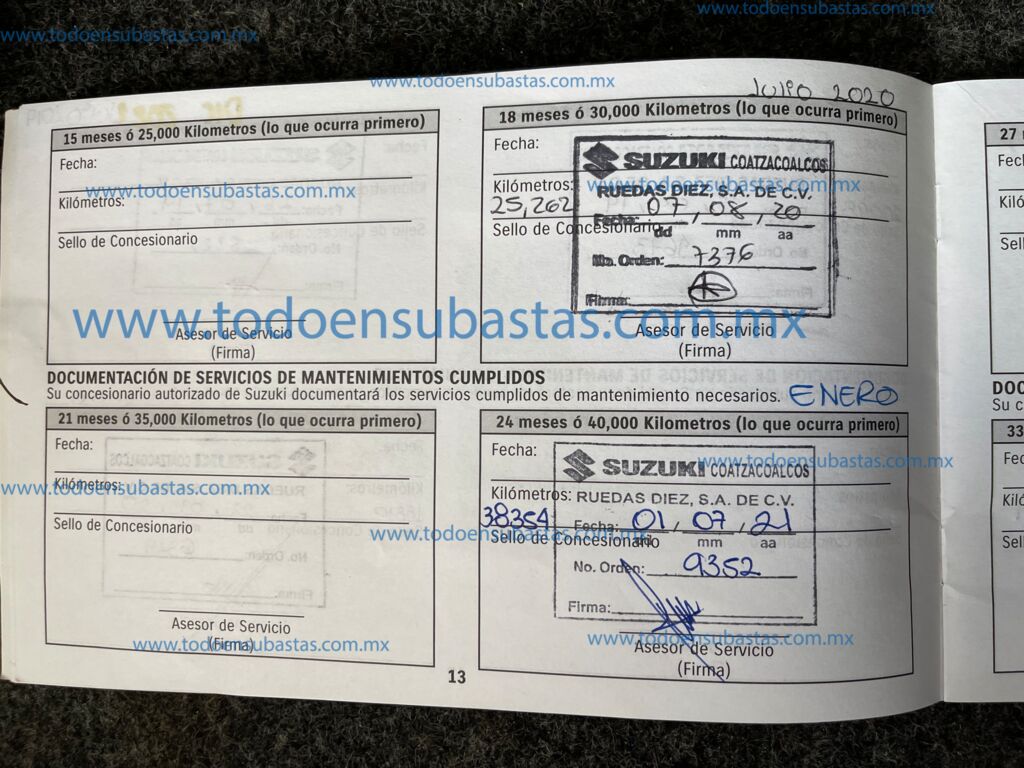 www.todoensubastas.com.mx
www.todoensubastas.com.mx
www.todoensubastas.com.mx
Julio 2020
15 meses ó 25,000 Kilometros (lo que ocurra primero)
Fecha:
www.todoensubastas.com.mx
Kilómetros:
Sello de Concesionario
Asesor de Servicio
(Firma)
18 meses ó 30,000 Kilometros (lo que ocurra primero)
Fecha:
SUZUKI COATZACOALCOS
www.todoensubastas.com.mx
Kilómetros:
25,262
RUEDAS DIEZ, S.A. DE C.V.
Fecha: 07 / 08 / 20
dd mm aa
Sello de Concesionario
No. Orden: 7376
Firma:
www.todoensubastas.com.mx
Asesor de Servicio
(Firma)
DOCUMENTACIÓN DE SERVICIOS DE MANTENIMIENTOS CUMPLIDOS
Su concesionario autorizado de Suzuki documentará los servicios cumplidos de mantenimiento necesarios. ENERO
21 meses ó 35,000 Kilometros (lo que ocurra primero)
Fecha:
Kilómetros:
www.todoensubastas.com.mx
Sello de Concesionario
Asesor de Servicio
(Firma)
www.todoensubastas.com.mx
24 meses ó 40,000 Kilometros (lo que ocurra primero)
Fecha:
SUZUKI COATZACOALCOS
www.todoensubastas.com.mx
Kilómetros:
38354
RUEDAS DIEZ, S.A. DE C.V.
Fecha: 01 / 07 / 21
mm aa
www.todoensubastas.com.mx
Sello de Concesionario
No. Orden: 9352
Firma:
www.todoensubastas.com.mx
Asesor de Servicio
(Firma)
13
27
Kiló
Sell
DOC
Su c
33
Fec
Kiló
Sell